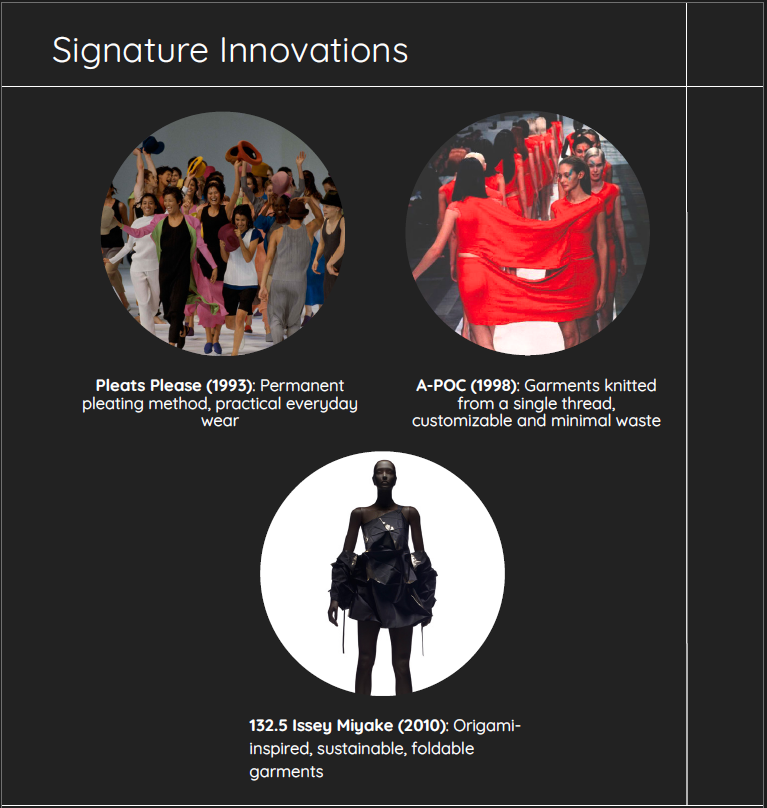 Signature Innovations
Pleats Please (1993): Permanent
pleating method, practical everyday
wear
A-POC (1998): Garments knitted
from a single thread,
customizable and minimal waste
132.5 Issey Miyake (2010): Origami-
inspired, sustainable, foldable
garments